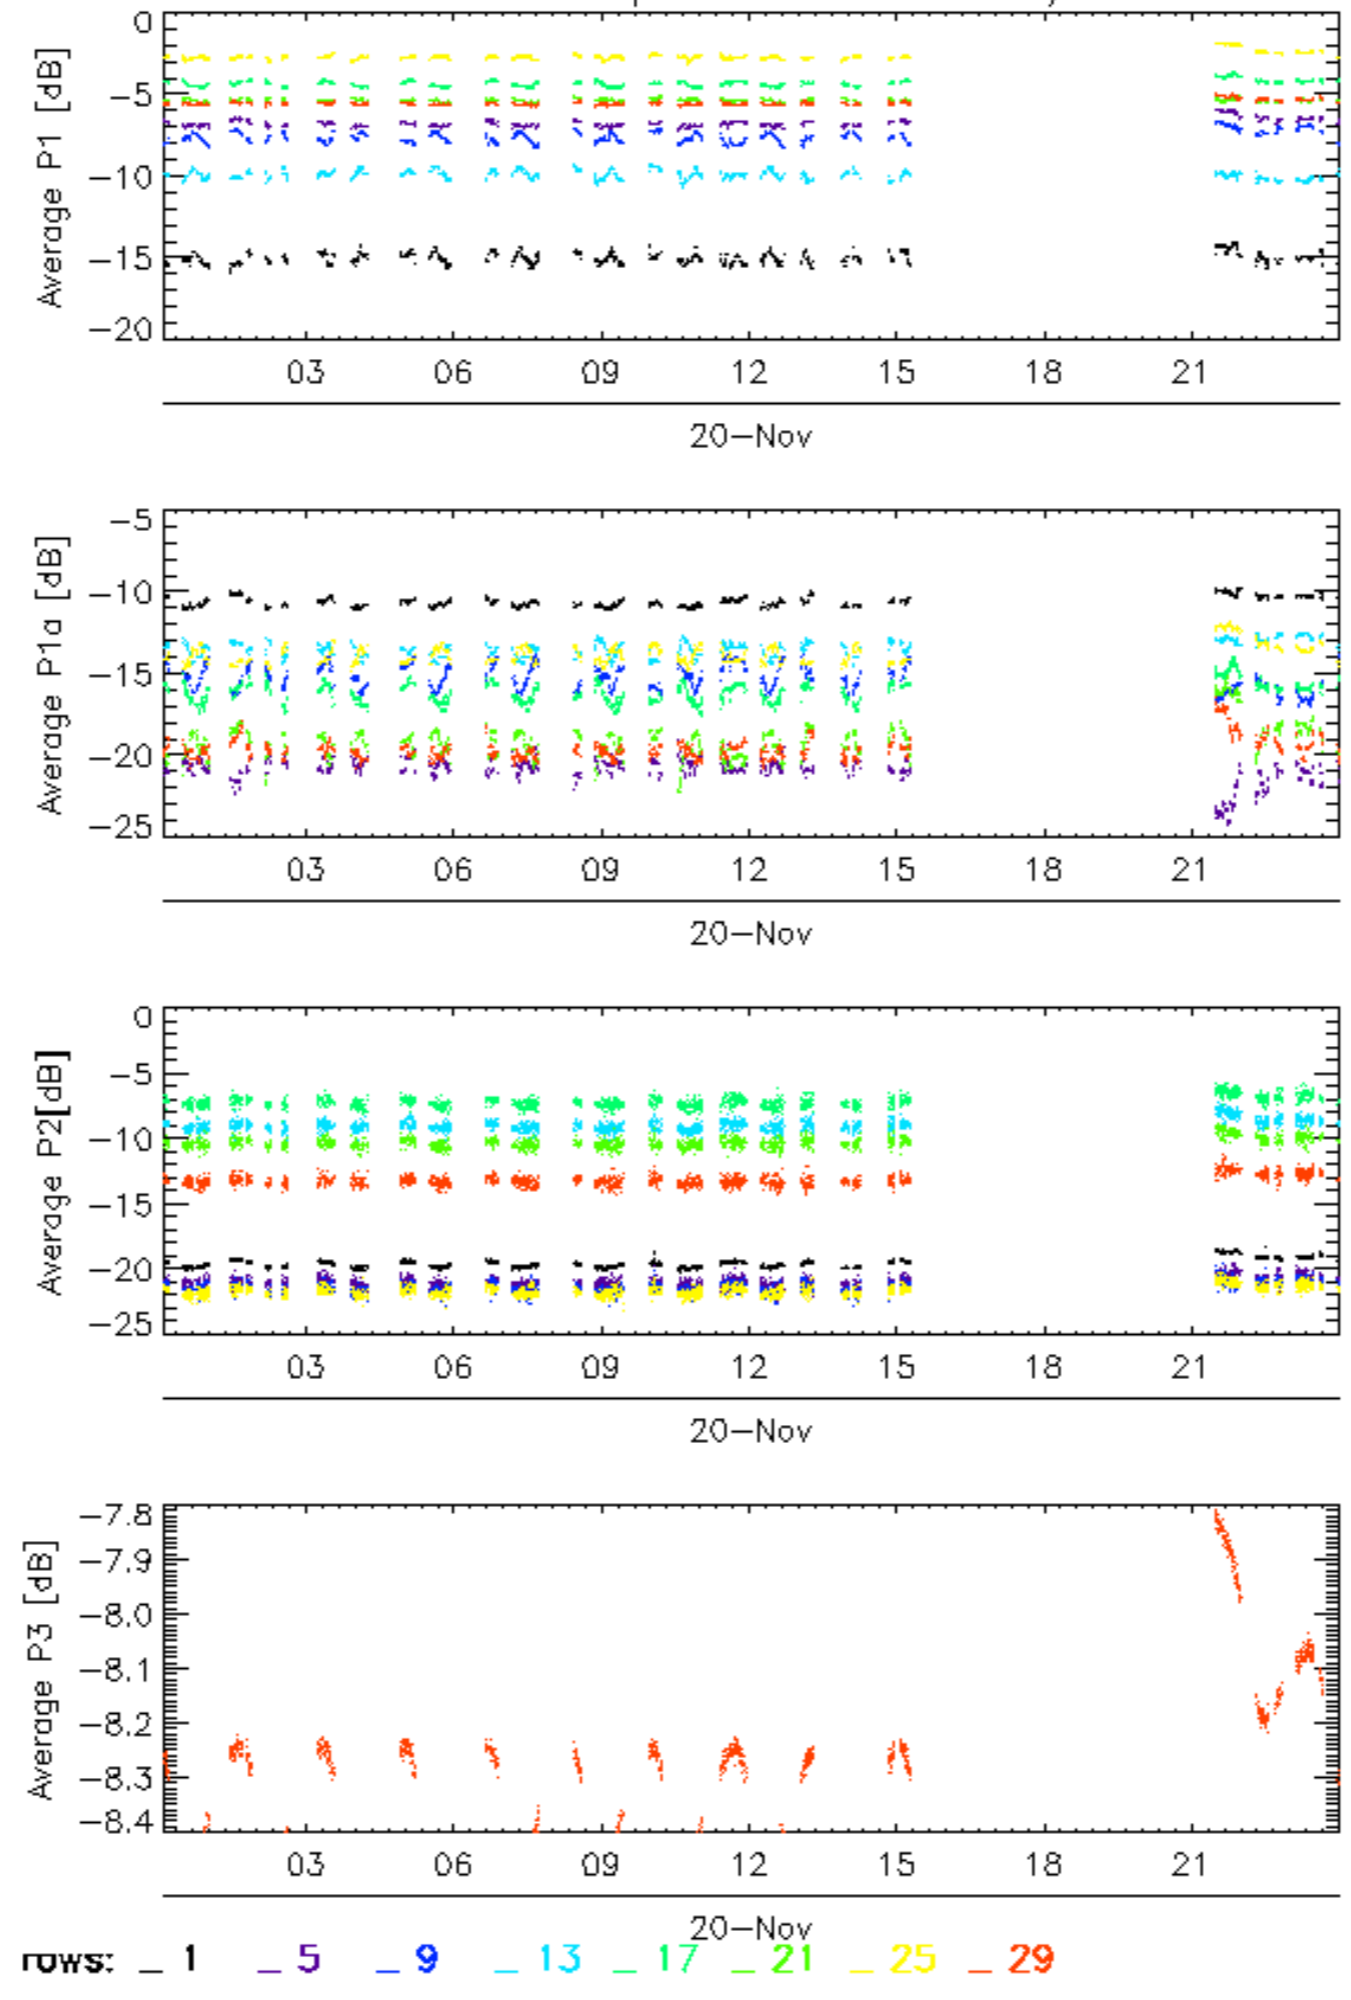 0
−5
−10
−15
−20
Average P1 [dB]
03 06 09 12 15 18 21
20−Nov
−5
−10
−15
−20
−25
Average P1a [dB]
03 06 09 12 15 18 21
20−Nov
0
−5
−10
−15
−20
−25
Average P2[dB]
03 06 09 12 15 18 21
20−Nov
−7.8
−7.9
−8.0
−8.1
−8.2
−8.3
−8.4
Average P3 [dB]
03 06 09 12 15 18 21
20−Nov
rows: _ 1 _ 5 _ 9 _ 13 _ 17 _ 21 _ 25 _ 29